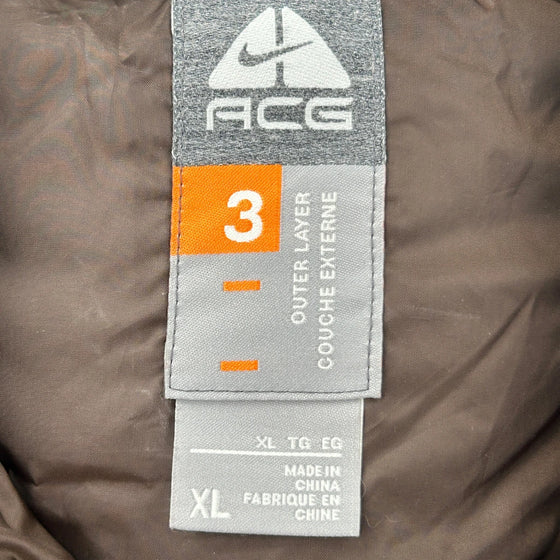 ACG
3
OUTER LAYER
COUCHE EXTERNE
XL TG EG
MADE IN
CHINA
XL
FABRIQUE EN
CHINE